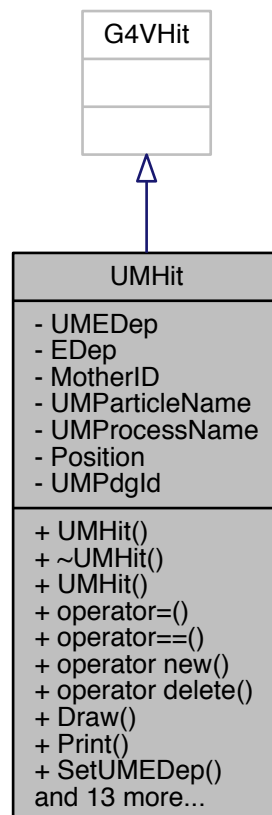 G4VHit
UMHit
- UMEDep
- EDep
- MotherID
- UMParticleName
- UMProcessName
- Position
- UMPdgId
+ UMHit()
+ ~UMHit()
+ UMHit()
+ operator=()
+ operator==()
+ operator new()
+ operator delete()
+ Draw()
+ Print()
+ SetUMEDep()
and 13 more...